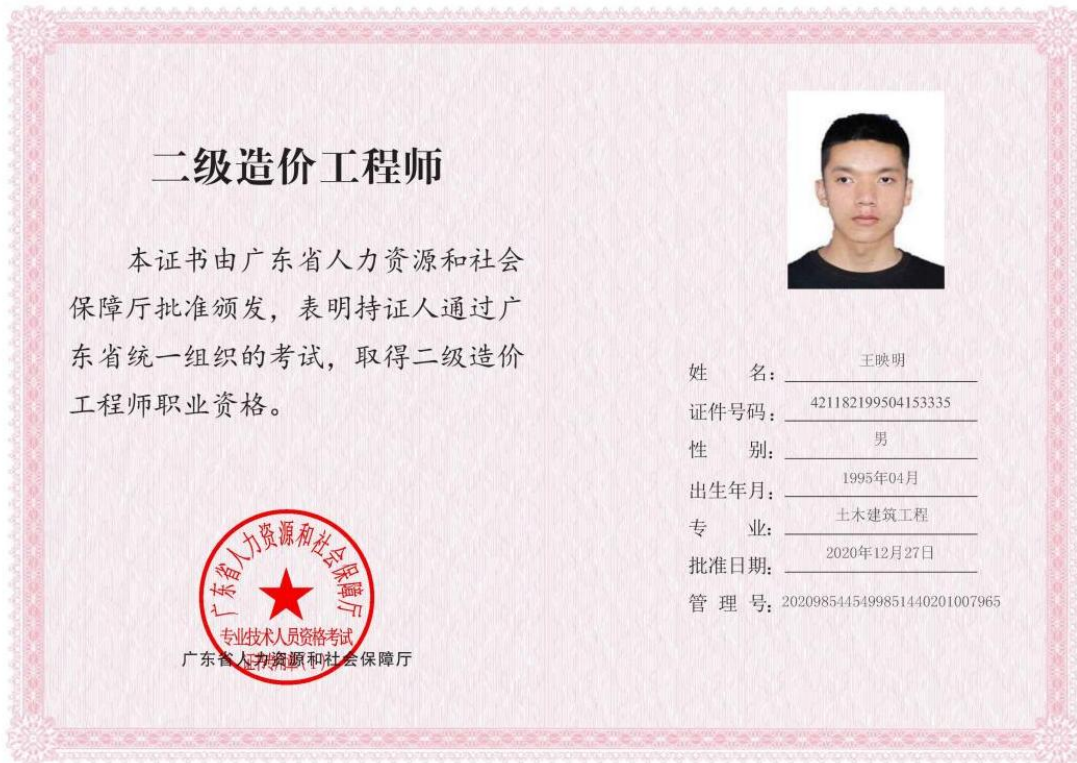 二级造价工程师
本证书由广东省人力资源和社会
保障厅批准颁发，表明持证人通过广
东省统一组织的考试，取得二级造价
工程师职业资格。
广东省人力资源和社会保障厅
专业技术人员资格考试
广东省人力资源和社会保障厅
姓 名：王映明
证件号码：421182199504153335
性 别：男
出生年月：1995年04月
专 业：土木建筑工程
批准日期：2020年12月27日
管 理 号：20209854454998514402010079​65